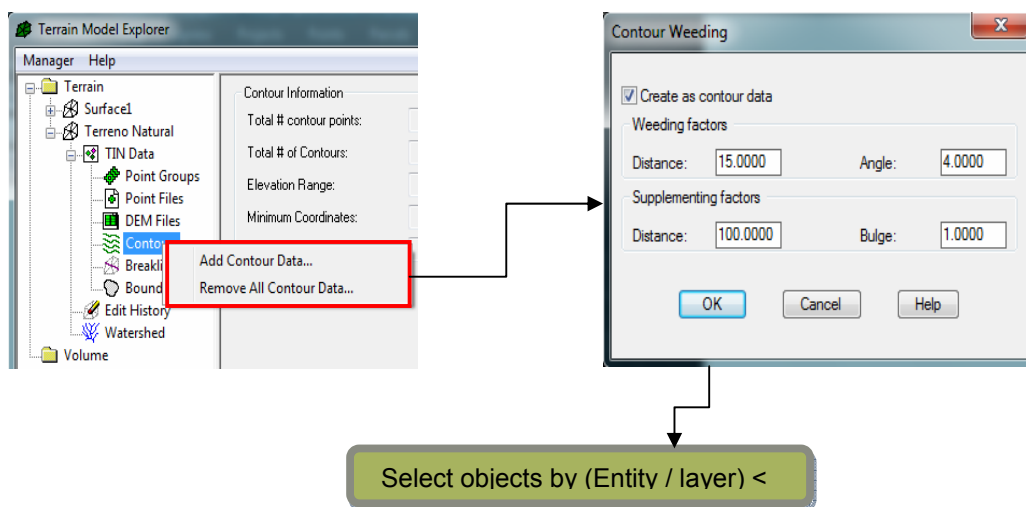 Terrain Model Explorer
Manager Help
Terrain
Surface1
Terreno Natural
TIN Data
Point Groups
Point Files
DEM Files
Contou
Breakli
Bound
Edit History
Watershed
Volume
Contour Information
Total # contour points:
Total # of Contours:
Elevation Range:
Minimum Coordinates:
Add Contour Data...
Remove All Contour Data...
Contour Weeding
X
Create as contour data
Weeding factors
Distance: 15.0000 Angle: 4.0000
Supplementing factors
Distance: 100.0000 Bulge: 1.0000
OK Cancel Help
Select objects by (Entity / layer) <